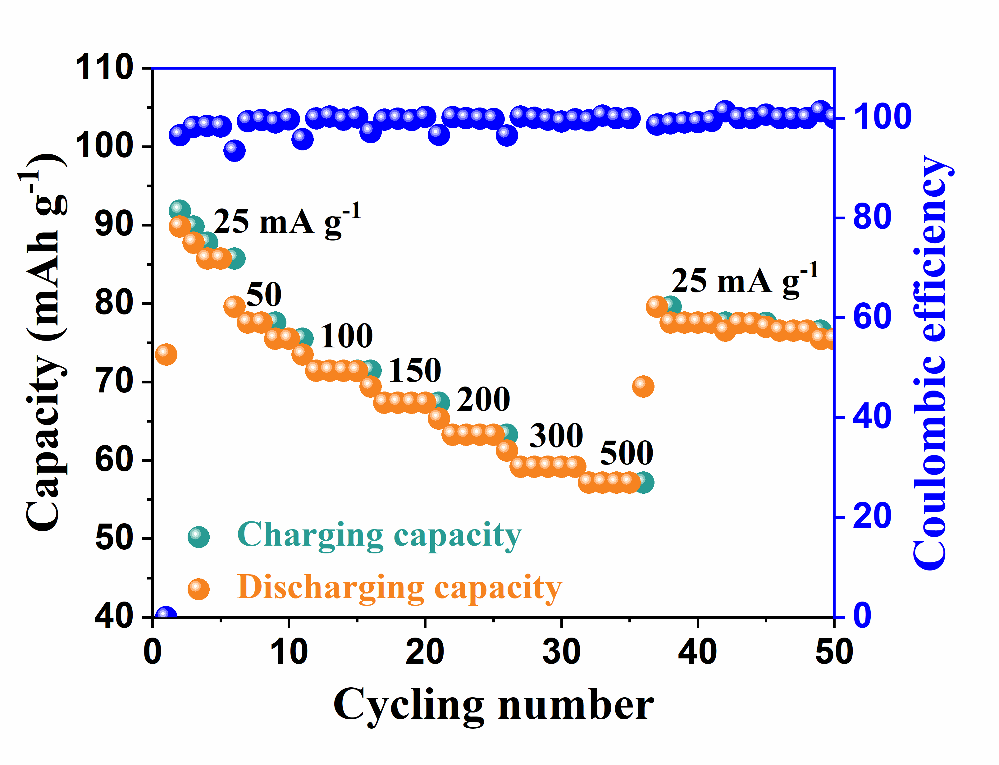 110
100
90
80
70
60
50
40
Capacity (mAh g⁻¹)
25 mA g⁻¹
50
100
150
200
300
500
25 mA g⁻¹
Charging capacity
Discharging capacity
100
80
60
40
20
0
Coulombic efficiency
0 10 20 30 40 50
Cycling number